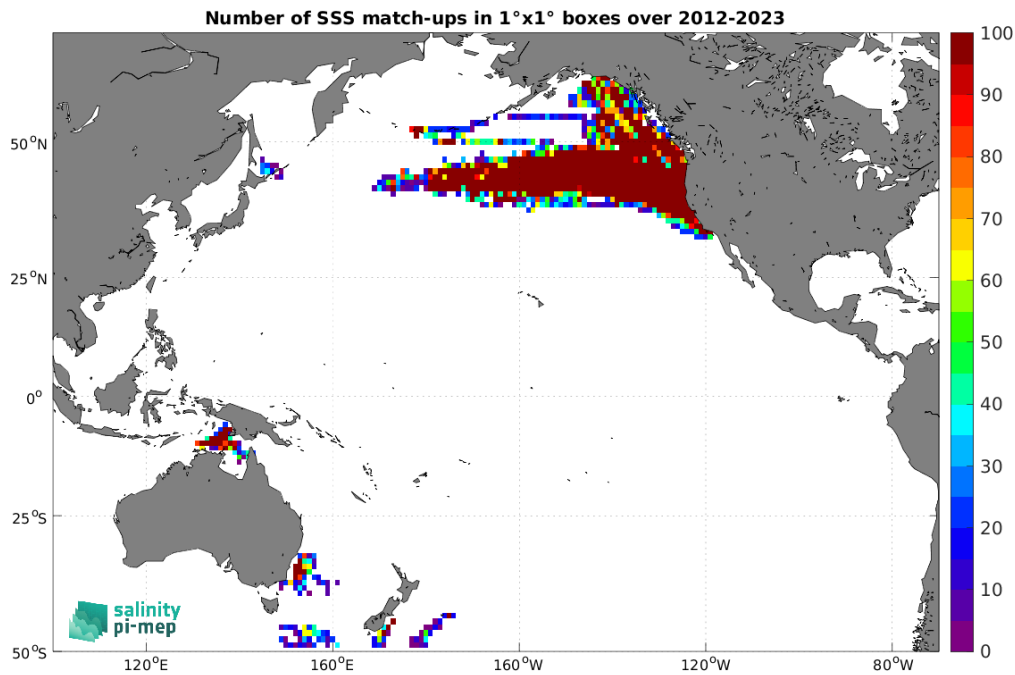 Number of SSS match-ups in 1°x1° boxes over 2012-2023
50°N
25°N
0°
25°S
50°S
120°E
160°E
160°W
120°W
80°W
100
90
80
70
60
50
40
30
20
10
0
salinity
pi-mep